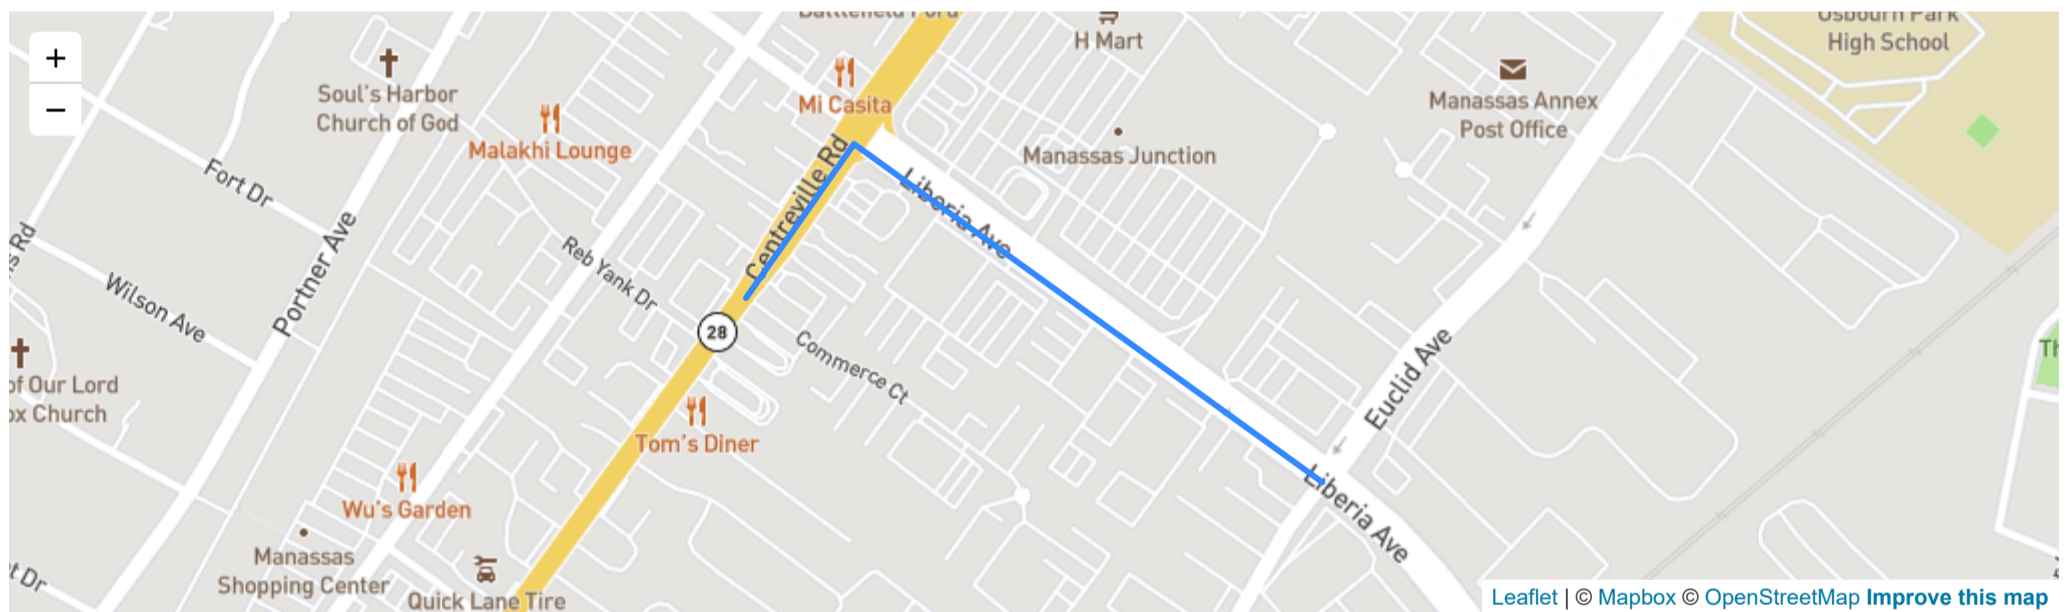 +
−
Battlefield Ford
H Mart
Osbourn Park
High School
Soul's Harbor
Church of God
Mi Casita
Manassas Annex
Post Office
Malakhi Lounge
Manassas Junction
Fort Dr
Centreville Rd
Liberia Ave
Portner Ave
Reb Yank Dr
Wilson Ave
28
Commerce Ct
Euclid Ave
of Our Lord
ox Church
Tom's Diner
Wu's Garden
Liberia Ave
Manassas
Shopping Center
Quick Lane Tire
Leaflet | © Mapbox © OpenStreetMap Improve this map